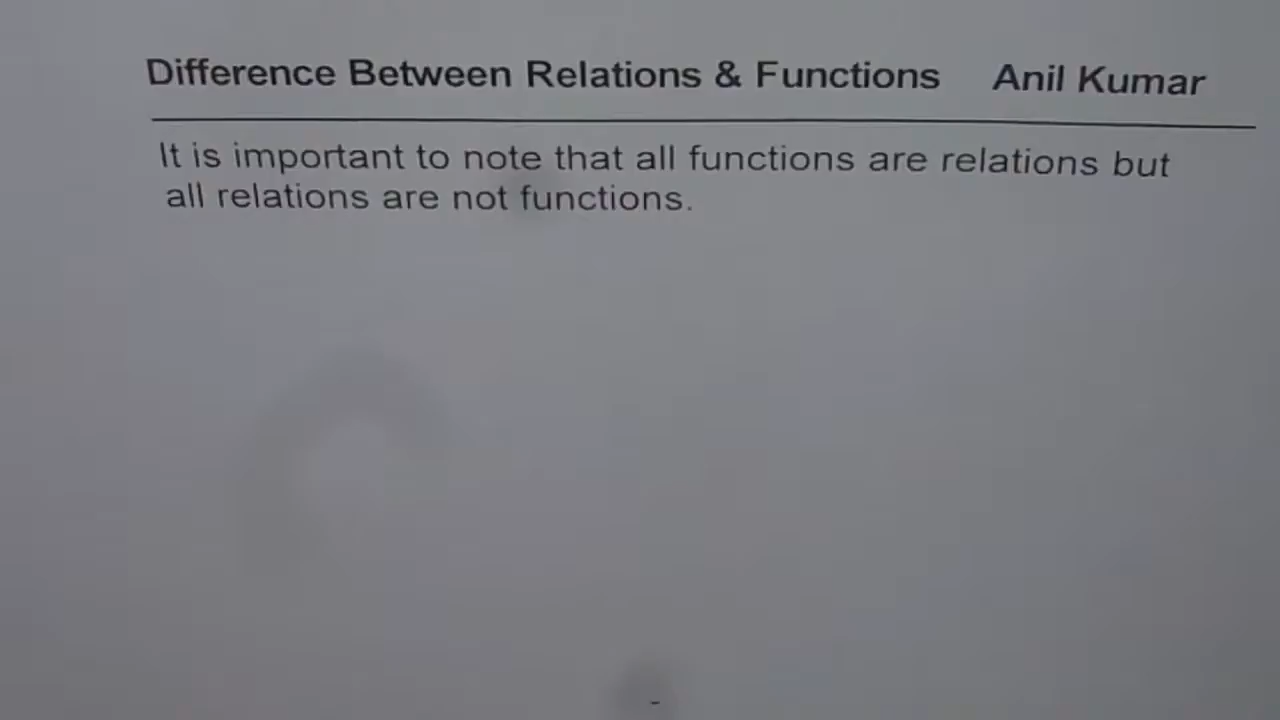 Difference Between Relations & Functions Anil Kumar
It is important to note that all functions are relations but
all relations are not functions.